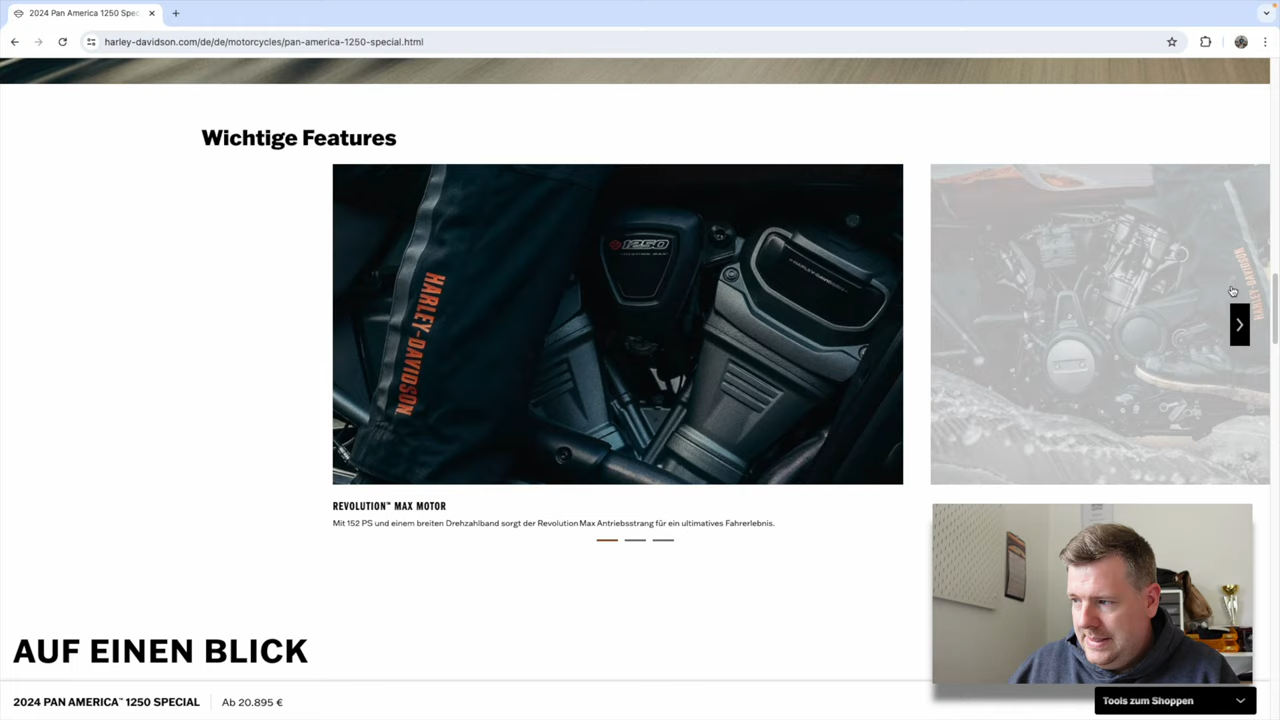 2024 Pan America 1250 Spec
harley-davidson.com/de/de/motorcycles/pan-america-1250-special.html
Wichtige Features
1250
HARLEY-DAVIDSON
HARLEY-DAVIDSON
REVOLUTION™ MAX MOTOR
Mit 152 PS und einem breiten Drehzahlband sorgt der Revolution Max Antriebsstrang für ein ultimatives Fahrerlebnis.
AUF EINEN BLICK
2024 PAN AMERICA™ 1250 SPECIAL
Ab 20.895 €
Tools zum Shoppen